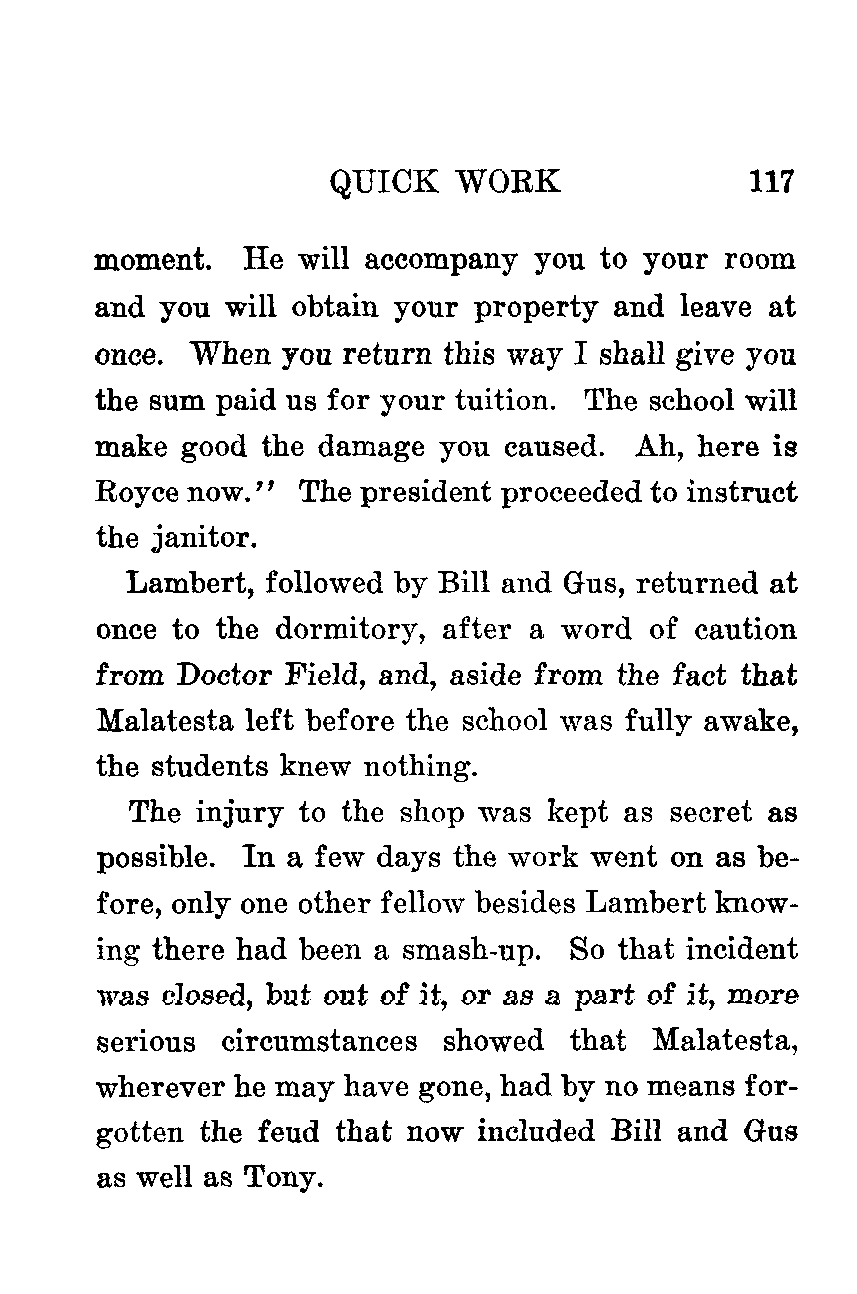 QUICK WORK 117
moment. He will accompany you to your room
and you will obtain your property and leave at
once. When you return this way I shall give you
the sum paid us for your tuition. The school will
make good the damage you caused. Ah, here is
Royce now.’’ The president proceeded to instruct
the janitor.
Lambert, followed by Bill and Gus, returned at
once to the dormitory, after a word of caution
from Doctor Field, and, aside from the fact that
Malatesta left before the school was fully awake,
the students knew nothing.
The injury to the shop was kept as secret as
possible. In a few days the work went on as be-
fore, only one other fellow besides Lambert know-
ing there had been a smash-up. So that incident
was closed, but out of it, or as a part of it, more
serious circumstances showed that Malatesta,
wherever he may have gone, had by no means for-
gotten the feud that now included Bill and Gus
as well as Tony.